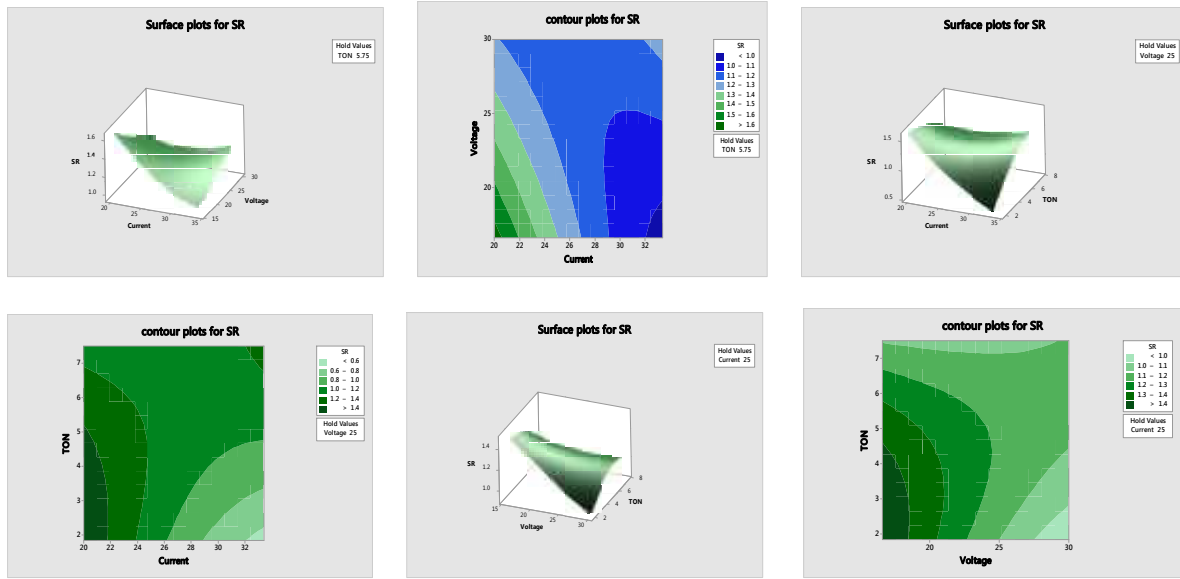 Surface plots for SR
Hold Values
TON 5.75
1.6
1.4
1.2
1.0
SR
20
25
30
35
Current
15
20
25
30
Voltage
contour plots for SR
30
25
20
Voltage
20 22 24 26 28 30 32
Current
SR
< 1.0
1.0 – 1.1
1.1 – 1.2
1.2 – 1.3
1.3 – 1.4
1.4 – 1.5
1.5 – 1.6
> 1.6
Hold Values
TON 5.75
Surface plots for SR
Hold Values
Voltage 25
1.5
1.0
0.5
SR
20
25
30
35
Current
2
4
6
8
TON
contour plots for SR
7
6
5
4
3
2
TON
20 22 24 26 28 30 32
Current
SR
< 0.6
0.6 – 0.8
0.8 – 1.0
1.0 – 1.2
1.2 – 1.4
> 1.4
Hold Values
Voltage 25
Surface plots for SR
Hold Values
Current 25
1.4
1.2
1.0
SR
15
20
25
30
Voltage
2
4
6
8
TON
contour plots for SR
7
6
5
4
3
2
TON
20 25 30
Voltage
SR
< 1.0
1.0 – 1.1
1.1 – 1.2
1.2 – 1.3
1.3 – 1.4
> 1.4
Hold Values
Current 25